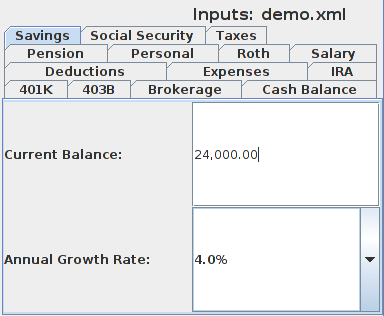 Inputs: demo.xml
Savings Social Security Taxes
Pension Personal Roth Salary
Deductions Expenses IRA
401K 403B Brokerage Cash Balance
Current Balance: 24,000.00
Annual Growth Rate: 4.0%